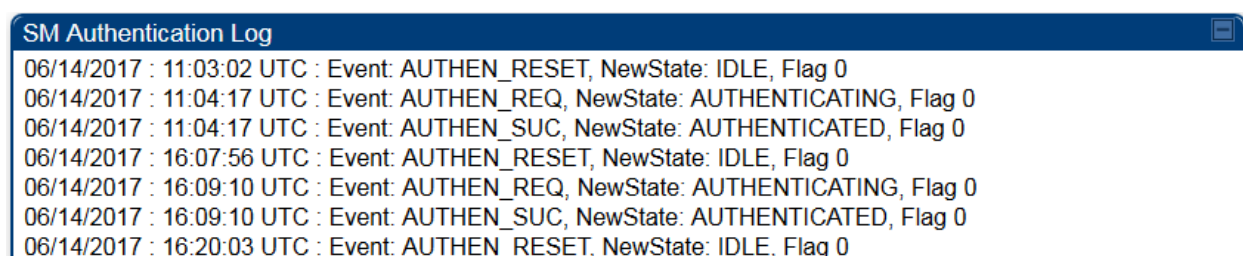 SM Authentication Log
06/14/2017 : 11:03:02 UTC : Event: AUTHEN_RESET, NewState: IDLE, Flag 0
06/14/2017 : 11:04:17 UTC : Event: AUTHEN_REQ, NewState: AUTHENTICATING, Flag 0
06/14/2017 : 11:04:17 UTC : Event: AUTHEN_SUC, NewState: AUTHENTICATED, Flag 0
06/14/2017 : 16:07:56 UTC : Event: AUTHEN_RESET, NewState: IDLE, Flag 0
06/14/2017 : 16:09:10 UTC : Event: AUTHEN_REQ, NewState: AUTHENTICATING, Flag 0
06/14/2017 : 16:09:10 UTC : Event: AUTHEN_SUC, NewState: AUTHENTICATED, Flag 0
06/14/2017 : 16:20:03 UTC : Event: AUTHEN_RESET, NewState: IDLE, Flag 0